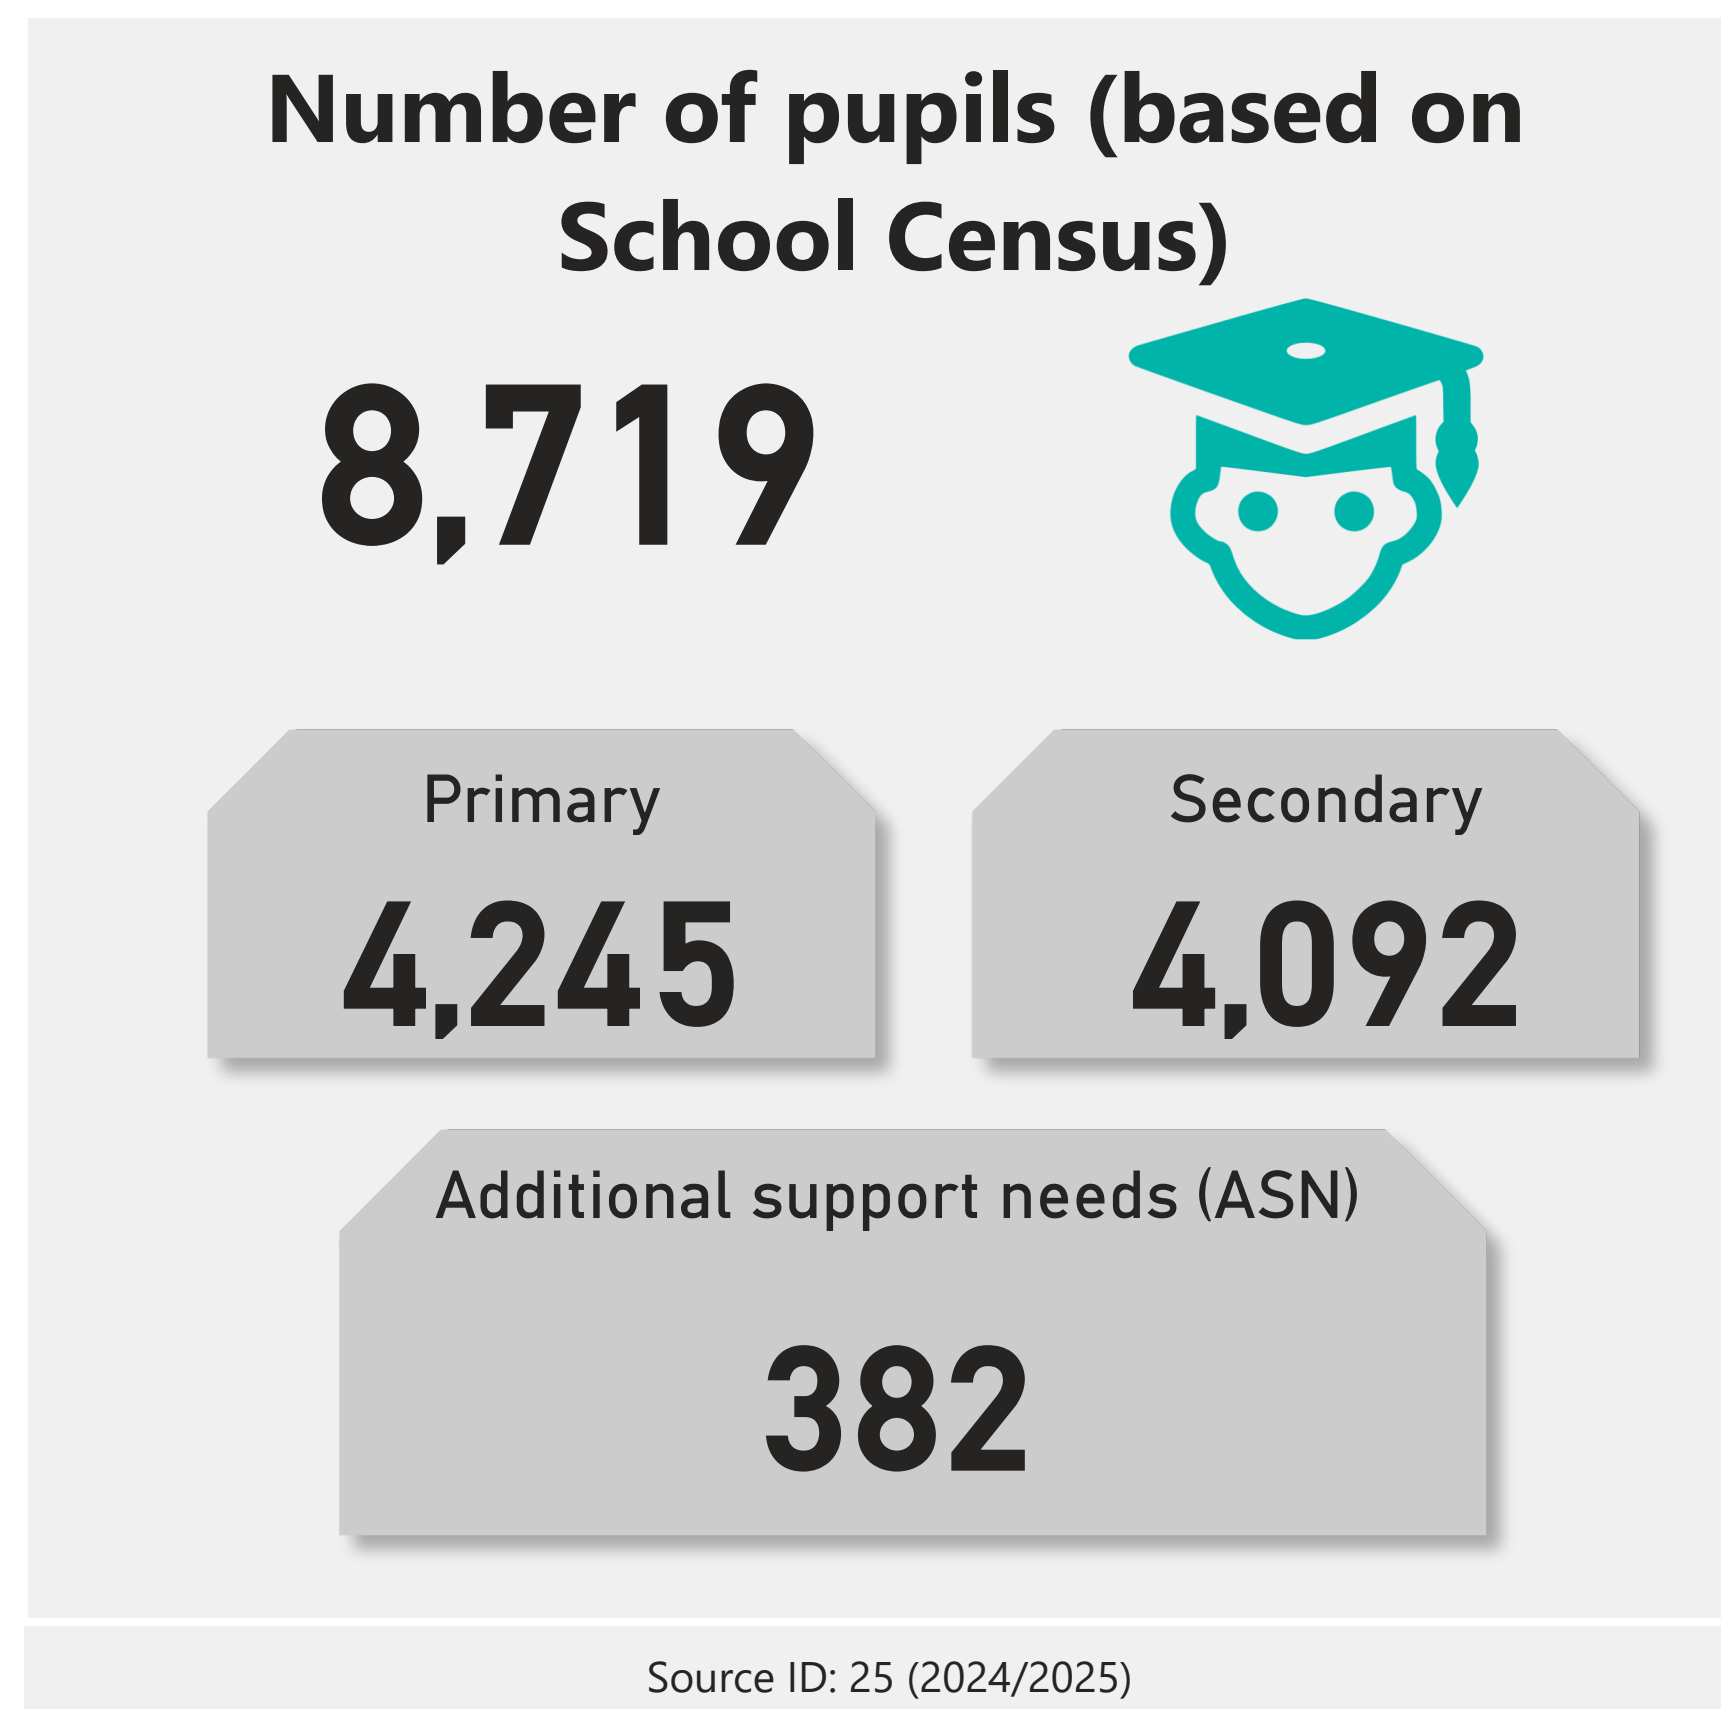 Number of pupils (based on
School Census)
8,719
Primary
4,245
Secondary
4,092
Additional support needs (ASN)
382
Source ID: 25 (2024/2025)